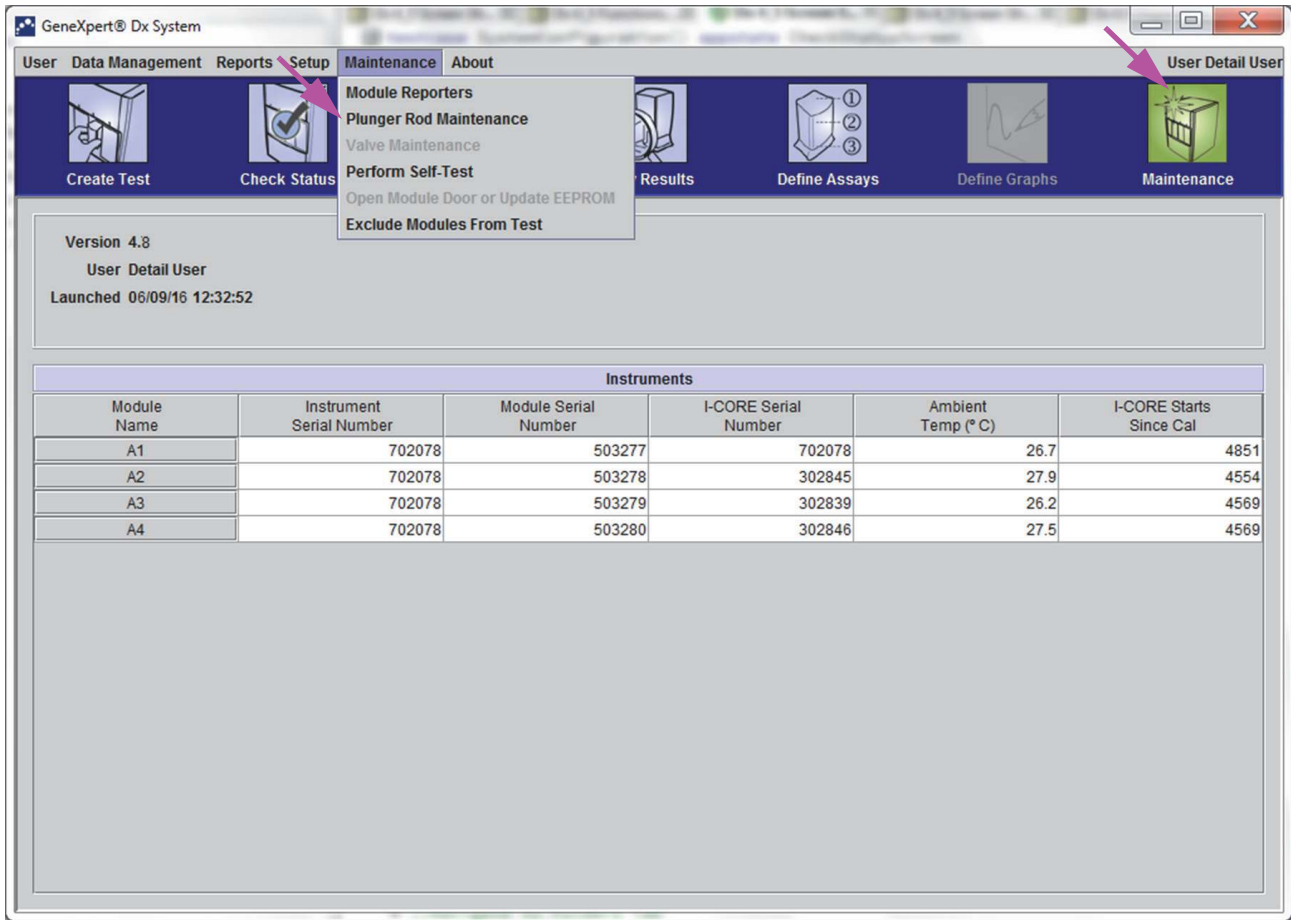 GeneXpert® Dx System
User Data Management Reports Setup Maintenance About User Detail User
Module Reporters
Plunger Rod Maintenance
Valve Maintenance
Perform Self-Test
Open Module Door or Update EEPROM
Exclude Modules From Test
Create Test Check Status Results Define Assays Define Graphs Maintenance
1
2
3
Version 4.8
User Detail User
Launched 06/09/16 12:32:52
Instruments
Module Name Instrument Serial Number Module Serial Number I-CORE Serial Number Ambient Temp (° C) I-CORE Starts Since Cal
A1 702078 503277 702078 26.7 4851
A2 702078 503278 302845 27.9 4554
A3 702078 503279 302839 26.2 4569
A4 702078 503280 302846 27.5 4569